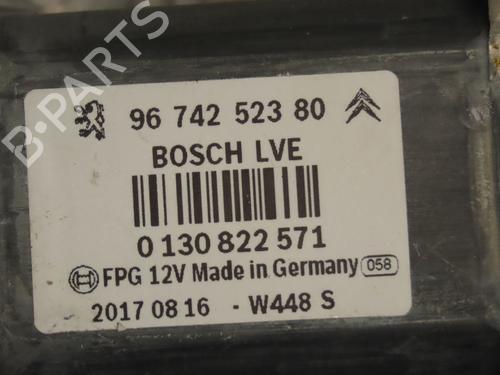 B-PARTS
96 742 523 80
BOSCH LVE
0 130 822 571
FPG 12V Made in Germany 058
2017 08 16 - W448 S